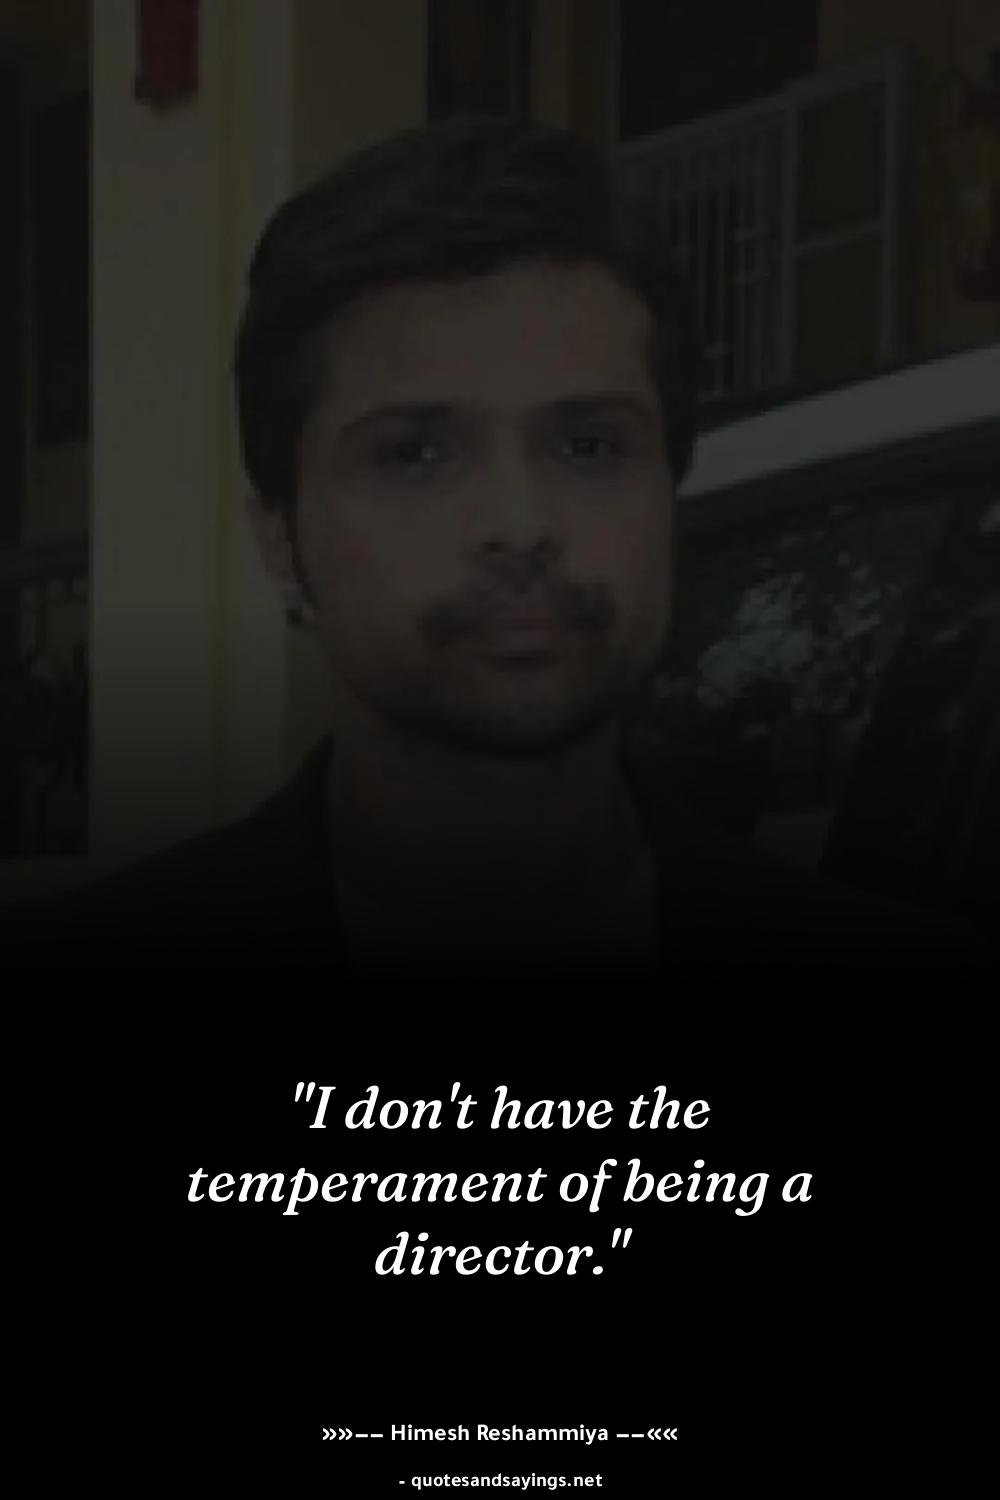 "I don't have the
temperament of being a
director."
»»–– Himesh Reshammiya ––««
- quotesandsayings.net